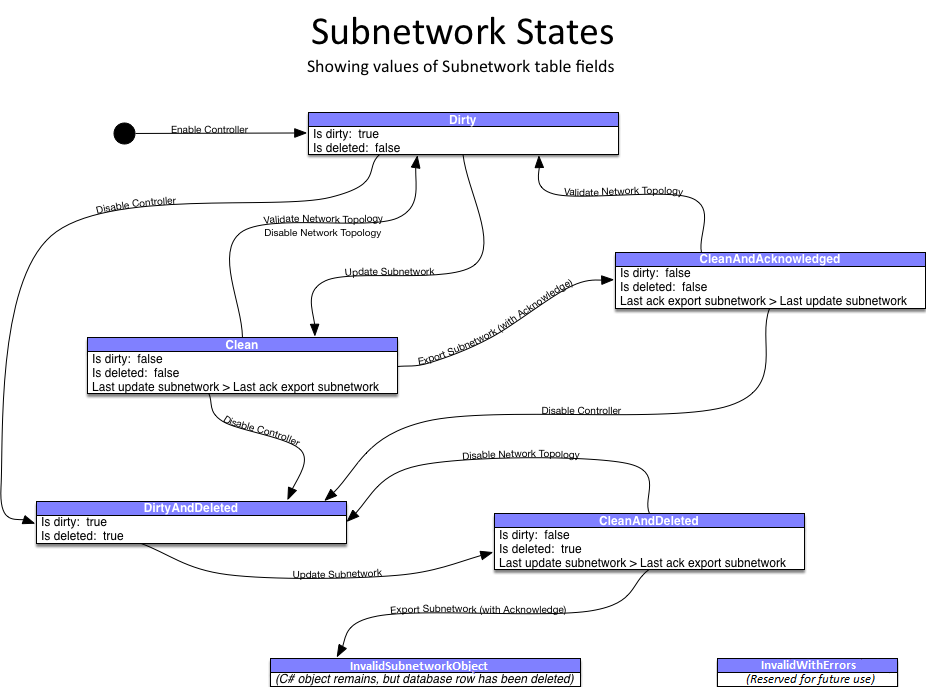 Subnetwork States
Showing values of Subnetwork table fields
Enable Controller
Dirty
Is dirty:  true
Is deleted:  false
Disable Controller
Validate Network Topology
Disable Network Topology
Validate Network Topology
Update Subnetwork
CleanAndAcknowledged
Is dirty:  false
Is deleted:  false
Last ack export subnetwork > Last update subnetwork
Export Subnetwork (with Acknowledge)
Clean
Is dirty:  false
Is deleted:  false
Last update subnetwork > Last ack export subnetwork
Disable Controller
Disable Controller
Disable Network Topology
DirtyAndDeleted
Is dirty:  true
Is deleted:  true
CleanAndDeleted
Is dirty:  false
Is deleted:  true
Last update subnetwork > Last ack export subnetwork
Update Subnetwork
Export Subnetwork (with Acknowledge)
InvalidSubnetworkObject
(C# object remains, but database row has been deleted)
InvalidWithErrors
(Reserved for future use)